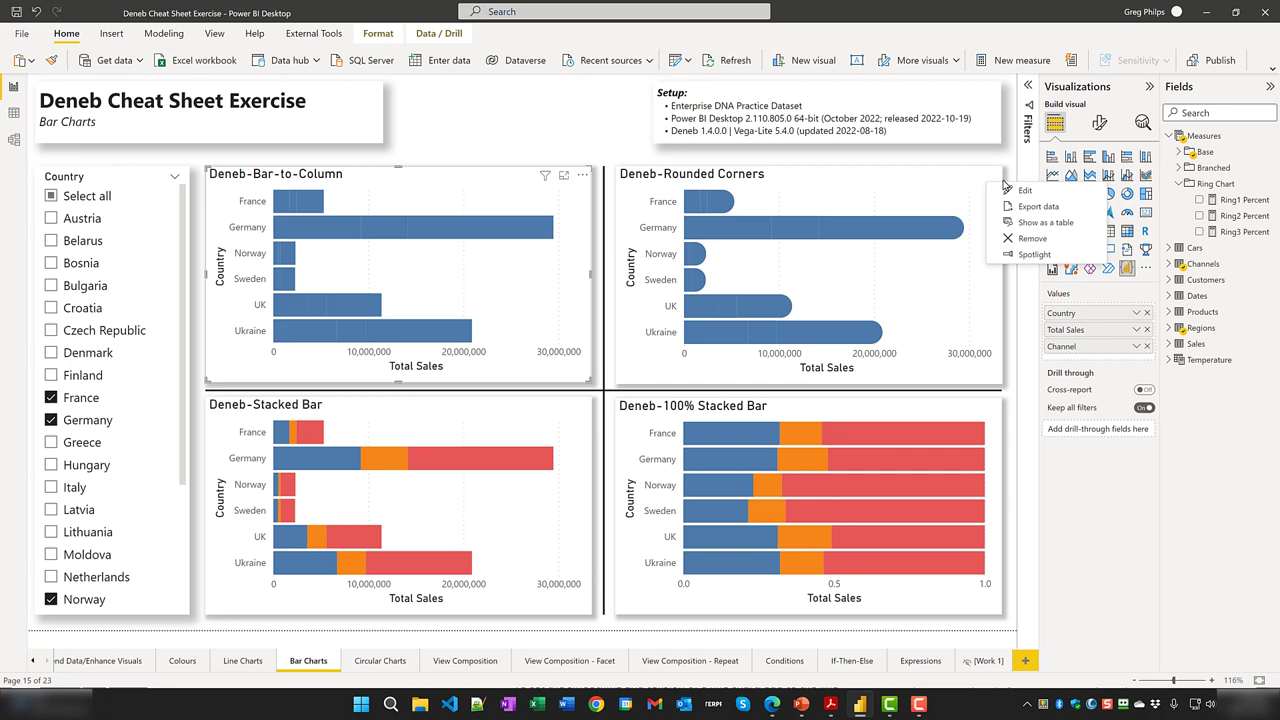 Deneb Cheat Sheet Exercise - Power BI Desktop
Search
Greg Philps
File
Home
Insert
Modeling
View
Help
External Tools
Format
Data / Drill
Get data
Excel workbook
Data hub
SQL Server
Enter data
Dataverse
Recent sources
Refresh
New visual
More visuals
New measure
Sensitivity
Publish
Deneb Cheat Sheet Exercise
Bar Charts
Setup:
• Enterprise DNA Practice Dataset
• Power BI Desktop 2.110.805.0 64-bit (October 2022; released 2022-10-19)
• Deneb 1.4.0.0 | Vega-Lite 5.4.0 (updated 2022-08-18)
Country
Select all
Austria
Belarus
Bosnia
Bulgaria
Croatia
Czech Republic
Denmark
Finland
France
Germany
Greece
Hungary
Italy
Latvia
Lithuania
Moldova
Netherlands
Norway
Deneb-Bar-to-Column
Country
France
Germany
Norway
Sweden
UK
Ukraine
0 10,000,000 20,000,000 30,000,000
Total Sales
Deneb-Rounded Corners
Country
France
Germany
Norway
Sweden
UK
Ukraine
0 10,000,000 20,000,000 30,000,000
Total Sales
Deneb-Stacked Bar
Country
France
Germany
Norway
Sweden
UK
Ukraine
0 10,000,000 20,000,000 30,000,000
Total Sales
Deneb-100% Stacked Bar
Country
France
Germany
Norway
Sweden
UK
Ukraine
0.0 0.5 1.0
Total Sales
Edit
Export data
Show as a table
Remove
Spotlight
Filters
Visualizations
Build visual
R
Values
Country
Total Sales
Channel
Drill through
Cross-report
Off
Keep all filters
On
Add drill-through fields here
Fields
Search
Measures
Base
Branched
Ring Chart
Ring1 Percent
Ring2 Percent
Ring3 Percent
Cars
Channels
Customers
Dates
Products
Regions
Sales
Temperature
nd Data/Enhance Visuals
Colours
Line Charts
Bar Charts
Circular Charts
View Composition
View Composition - Facet
View Composition - Repeat
Conditions
If-Then-Else
Expressions
[Work 1]
Page 15 of 23
116%